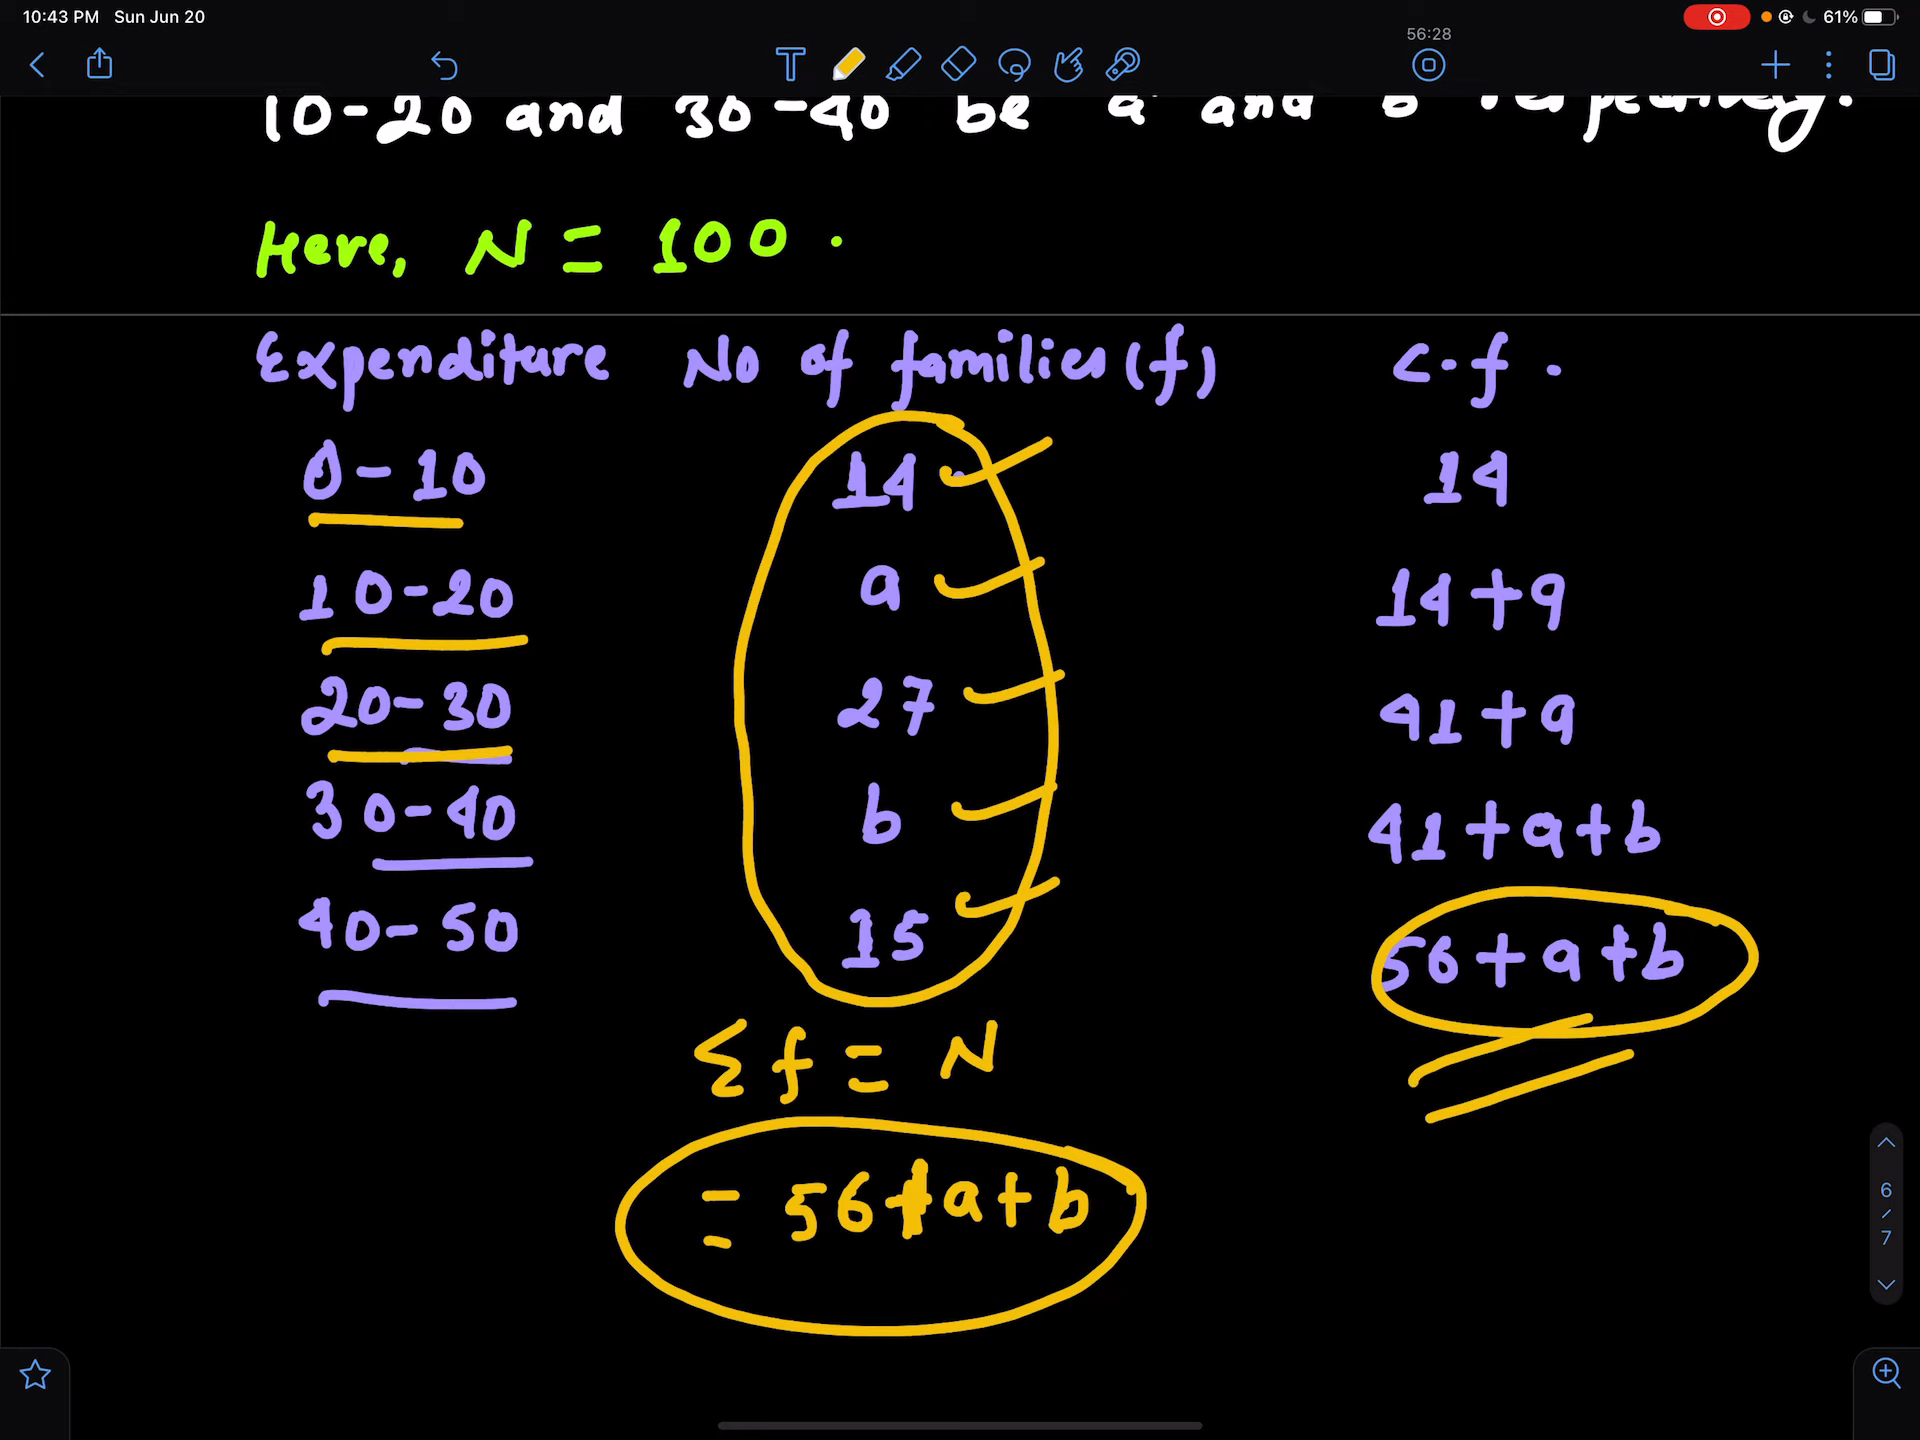 10:43 PM Sun Jun 20
61%
56:28
10-20 and 30-40 be a and b
Here, N = 100.
Expenditure No of families (f) c.f.
0-10 14 14
10-20 a 14+a
20-30 27 41+a
30-40 b 41+a+b
40-50 15 56+a+b
Σf = N
= 56+a+b
6
/
7